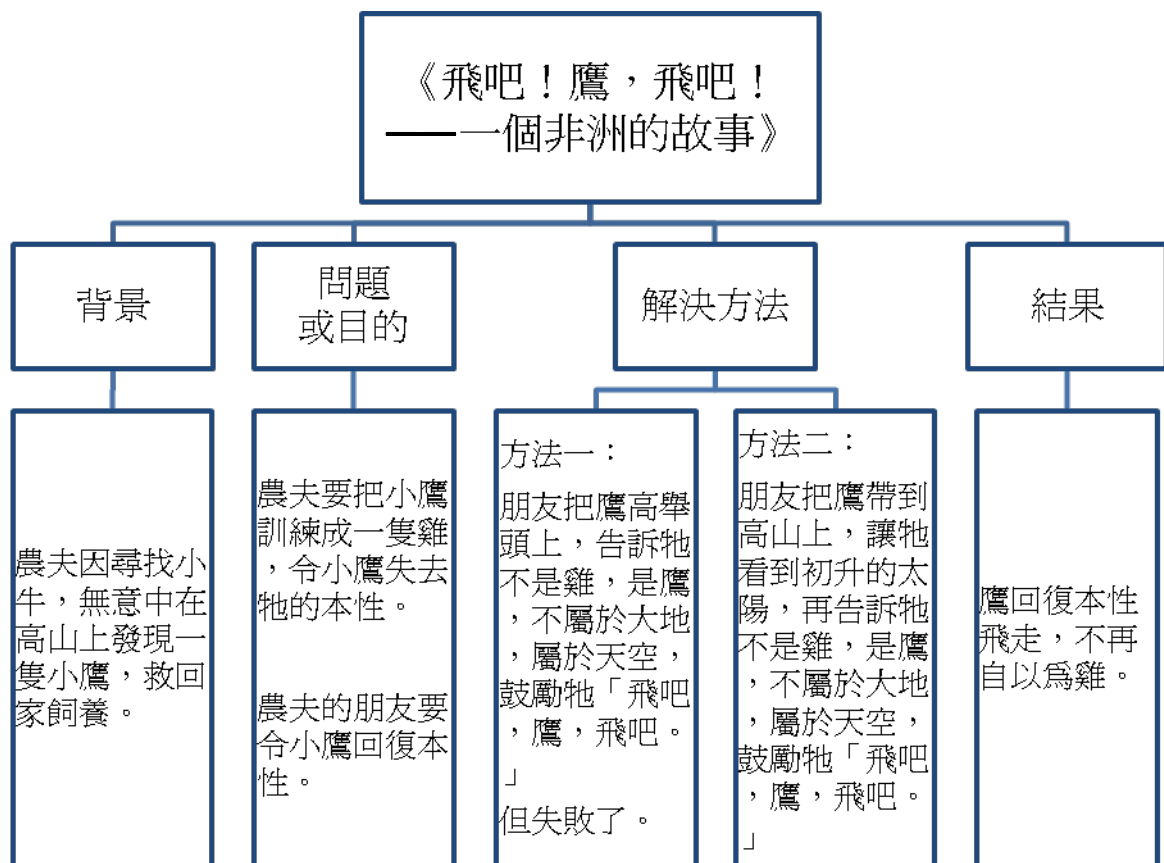 《飛吧！鷹，飛吧！
——一個非洲的故事》
背景
問題
或目的
解決方法
結果
農夫因尋找小
牛，無意中在
高山上發現一
隻小鷹，救回
家飼養。
農夫要把小鷹
訓練成一隻雞
，令小鷹失去
牠的本性。
農夫的朋友要
令小鷹回復本
性。
方法一：
朋友把鷹高舉
頭上，告訴牠
不是雞，是鷹
，不屬於大地
，屬於天空，
鼓勵牠「飛吧
，鷹，飛吧。
」
但失敗了。
方法二：
朋友把鷹帶到
高山上，讓牠
看到初升的太
陽，再告訴牠
不是雞，是鷹
，不屬於大地
，屬於天空，
鼓勵牠「飛吧
，鷹，飛吧。
」
鷹回復本性
飛走，不再
自以為雞。